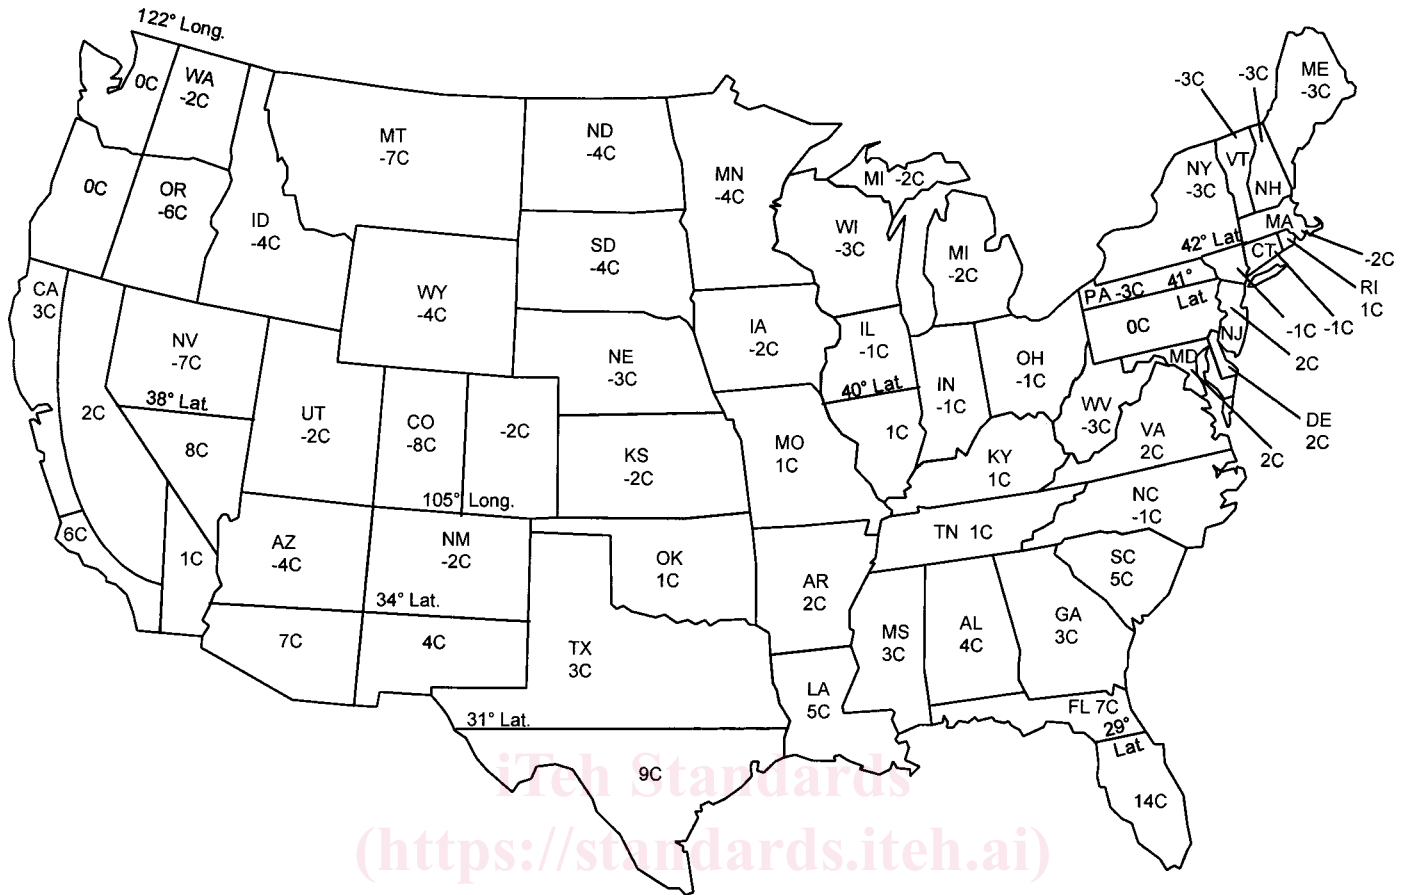 122° Long.
0C
WA
-2C
MT
-7C
ND
-4C
MN
-4C
MI -2C
-3C
-3C
ME
-3C
0C
OR
-6C
ID
-4C
SD
-4C
WI
-3C
MI
-2C
NY
-3C
VT
NH
MA
42° Lat.
CT
-2C
RI
1C
CA
3C
WY
-4C
PA -3C
41°
Lat.
0C
-1C
-1C
NV
-7C
NE
-3C
IA
-2C
IL
-1C
OH
-1C
NJ
2C
MD
38° Lat.
2C
UT
-2C
CO
-8C
-2C
40° Lat.
IN
-1C
WV
-3C
VA
2C
DE
2C
2C
8C
KS
-2C
MO
1C
1C
KY
1C
105° Long.
NC
-1C
6C
1C
AZ
-4C
NM
-2C
OK
1C
TN 1C
SC
5C
34° Lat.
AR
2C
7C
4C
TX
3C
MS
3C
AL
4C
GA
3C
LA
5C
FL 7C
31° Lat.
29°
Lat.
9C
14C
iTeh Standards
(https://standards.iteh.ai)